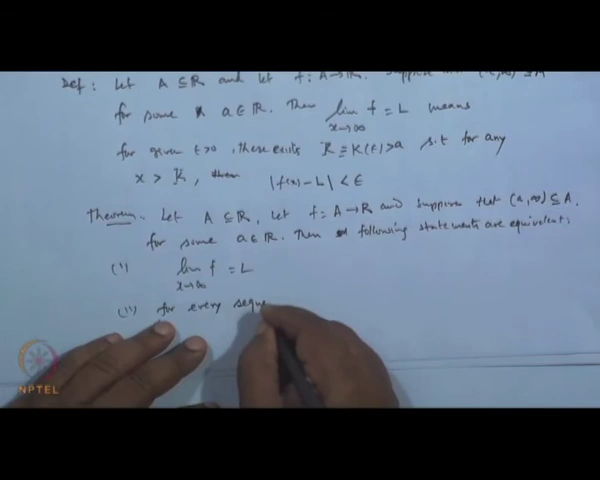 Def: Let A ⊆ ℝ and let f: A→ℝ. Suppose that (a,∞) ⊆ A
for some a ∈ ℝ. Then lim f = L means
x→∞
for given ε>0, there exists K ≡ K(ε)>a s.t for any
x > K, then |f(x)-L| < ε
Theorem. Let A ⊆ ℝ, let f: A→ℝ and suppose that (a,∞) ⊆ A.
for some a ∈ ℝ. Then following statements are equivalent:
(i) lim f = L
x→∞
(ii) for every seque
NPTEL